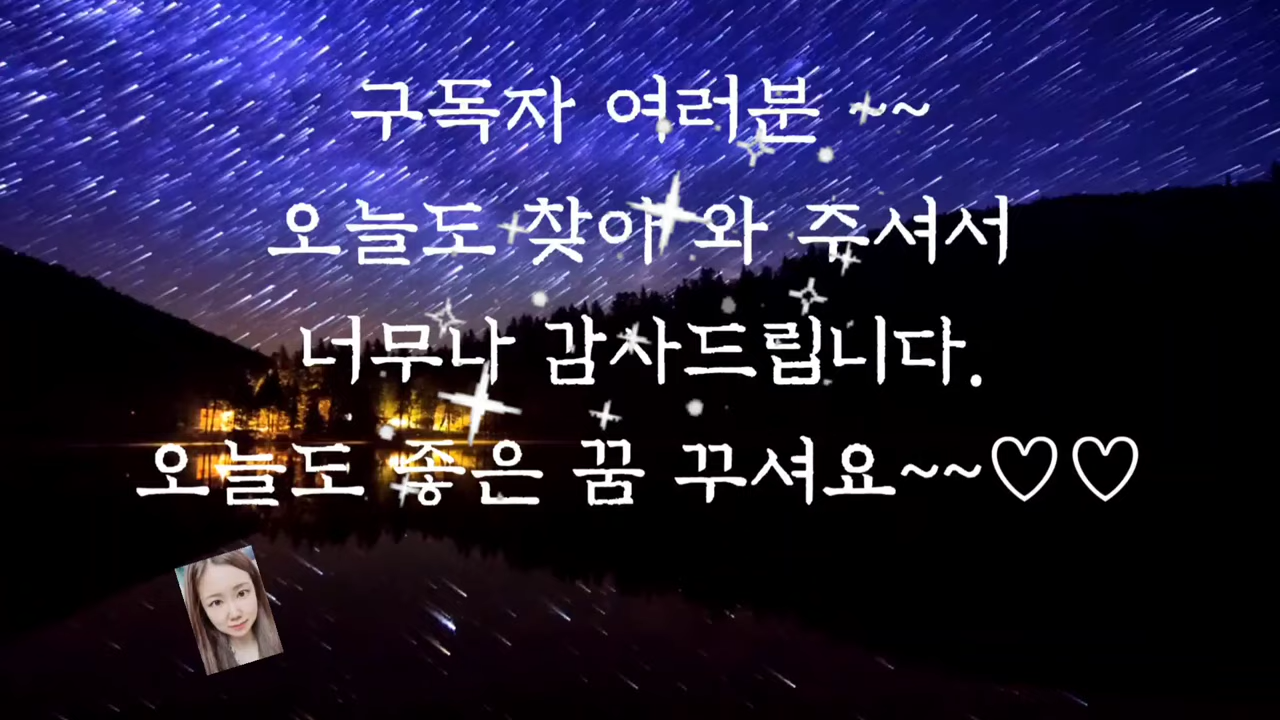 구독자 여러분 ~~
오늘도 찾아 와 주셔서
너무나 감사드립니다.
오늘도 좋은 꿈 꾸셔요~~♡♡